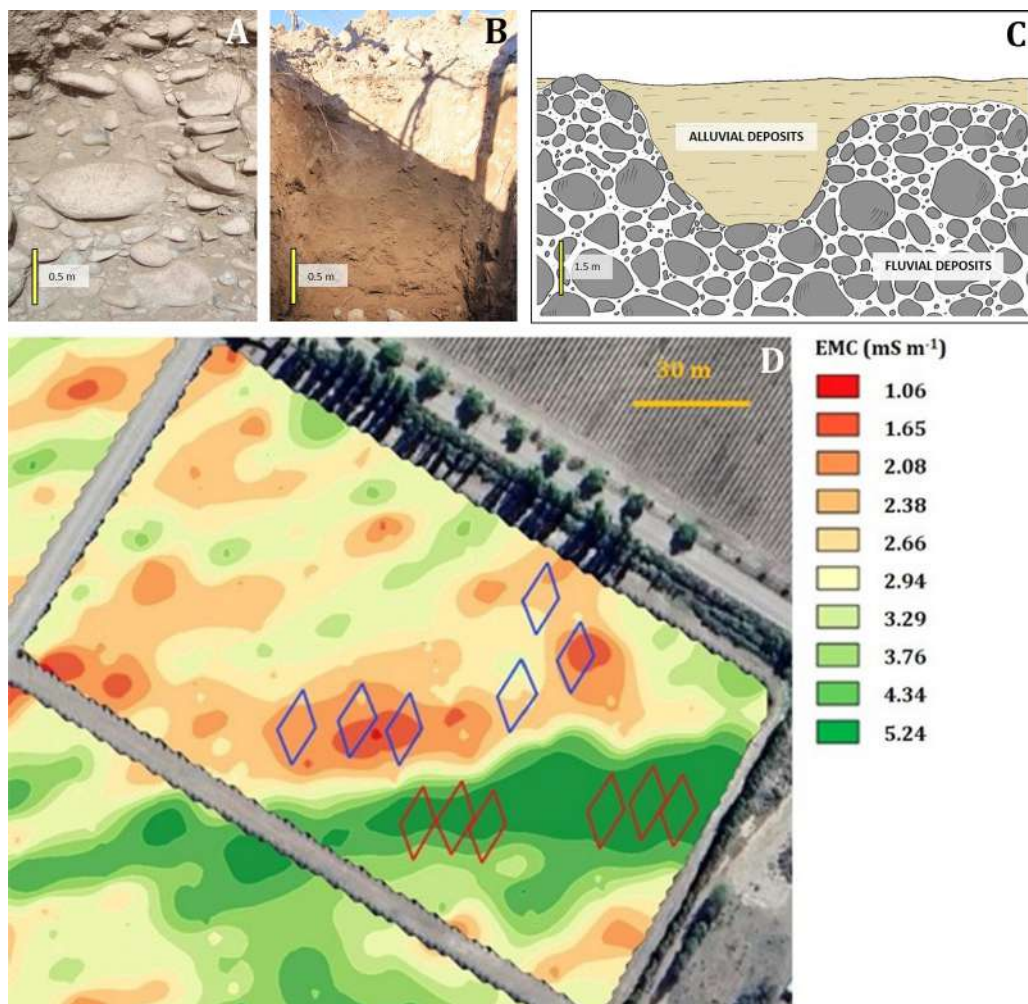 A
0.5 m
B
0.5 m
C
ALLUVIAL DEPOSITS
FLUVIAL DEPOSITS
1.5 m
D
30 m
EMC (mS m⁻¹)
1.06
1.65
2.08
2.38
2.66
2.94
3.29
3.76
4.34
5.24